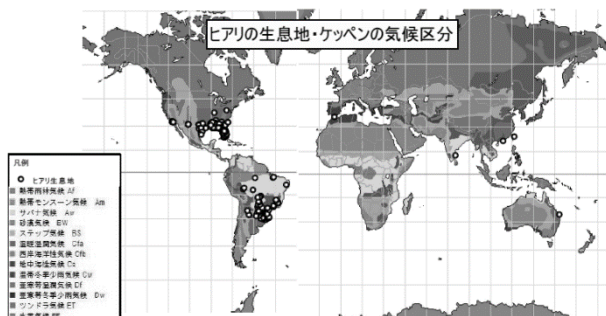 ヒアリの生息地・ケッペンの気候区分
凡例
ヒアリ生息地
熱帯雨林気候 Af
熱帯モンスーン気候 Am
サバナ気候 Aw
砂漠気候 BW
ステップ気候 BS
温暖湿潤気候 Cfa
西岸海洋性気候 Cfb
地中海性気候 Cs
温帯冬季少雨気候 Cw
亜寒帯湿潤気候 Df
亜寒帯冬季少雨気候 Dw
ツンドラ気候 ET